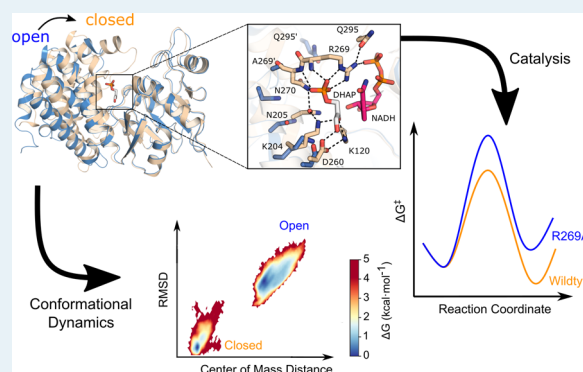 open
closed
Q295'
A269'
R269
Q295
N270
DHAP
N205
NADH
K204
K120
D260
Catalysis
ΔG‡
R269A
Wildty
Reaction Coordinate
Conformational
Dynamics
RMSD
Open
Closed
5
4
3
2
1
0
ΔG (kcal·mol⁻¹)
Center of Mass Distance